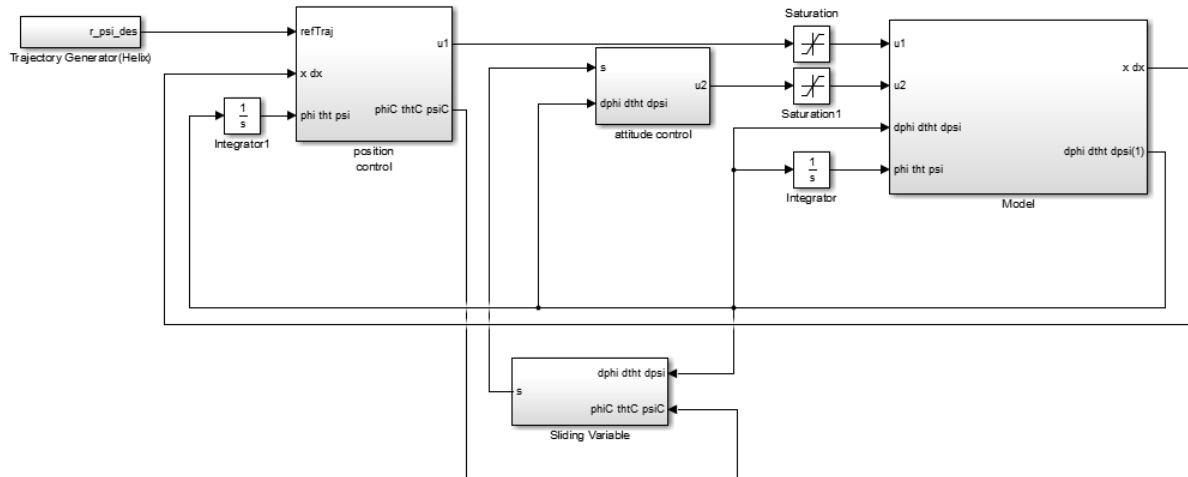 r_psi_des
Trajectory Generator(Helix)
refTraj
x dx
phi tht psi
u1
phiC thtC psiC
position
control
1
s
Integrator1
s
dphi dtht dpsi
u2
attitude control
Saturation
Saturation1
1
s
Integrator
u1
u2
dphi dtht dpsi
phi tht psi
x dx
dphi dtht dpsi(1)
Model
dphi dtht dpsi
phiC thtC psiC
s
Sliding Variable